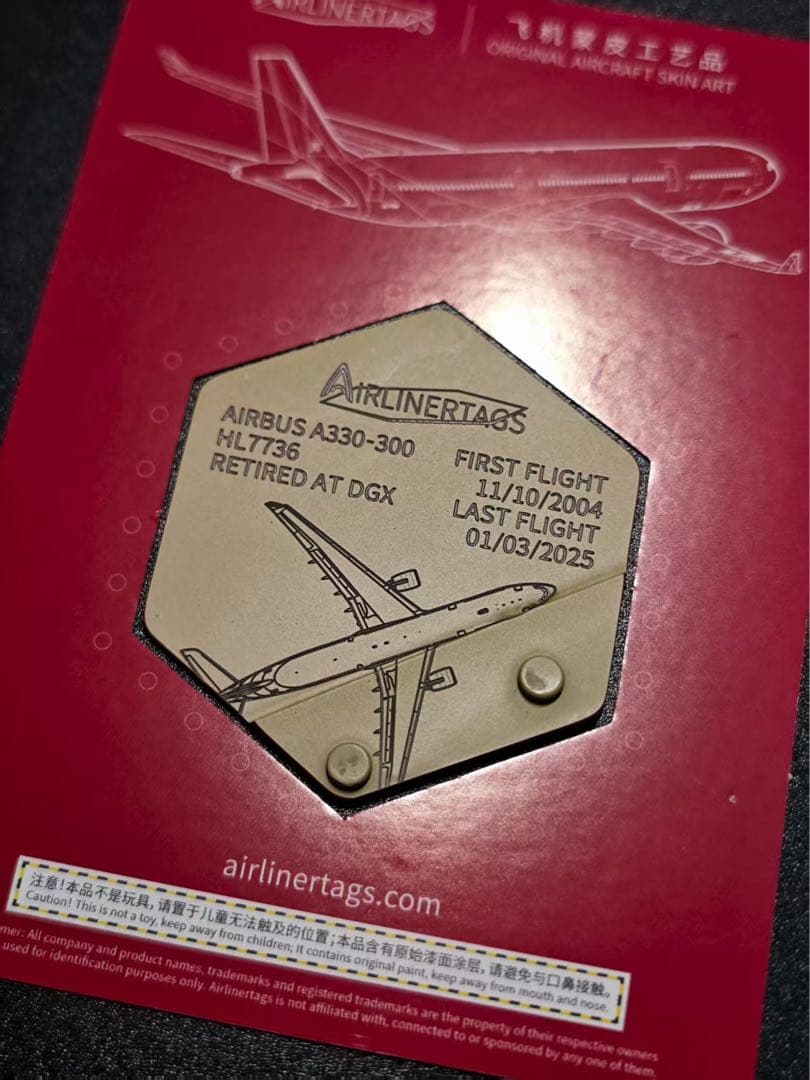 AIRLINERTAGS
飞机蒙皮工艺品
ORIGINAL AIRCRAFT SKIN ART
AIRLINERTAGS
AIRBUS A330-300
HL7736
RETIRED AT DGX
FIRST FLIGHT
11/10/2004
LAST FLIGHT
01/03/2025
airlinertags.com
注意!本品不是玩具,请置于儿童无法触及的位置;本品含有原始漆面涂层,请避免与口鼻接触。
Caution! This is not a toy, keep away from children; it contains original paint, keep away from mouth and nose.
mer: All company and product names, trademarks and registered trademarks are the property of their respective owners
used for identification purposes only. Airlinertags is not affiliated with, connected to or sponsored by any one of them.